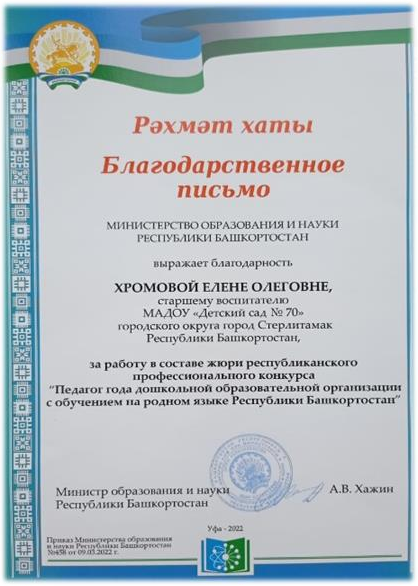 Рәхмәт хаты
Благодарственное
письмо
МИНИСТЕРСТВО ОБРАЗОВАНИЯ И НАУКИ
РЕСПУБЛИКИ БАШКОРТОСТАН
выражает благодарность
ХРОМОВОЙ ЕЛЕНЕ ОЛЕГОВНЕ,
старшему воспитателю
МАДОУ «Детский сад № 70»
городского округа город Стерлитамак
Республики Башкортостан,
за работу в составе жюри республиканского
профессионального конкурса
“Педагог года дошкольной образовательной организации
с обучением на родном языке Республики Башкортостан”
Министр образования и науки
Республики Башкортостан
А.В. Хажин
Уфа - 2022
Приказ Министерства образования
и науки Республики Башкортостан
№458 от 09.03.2022 г.